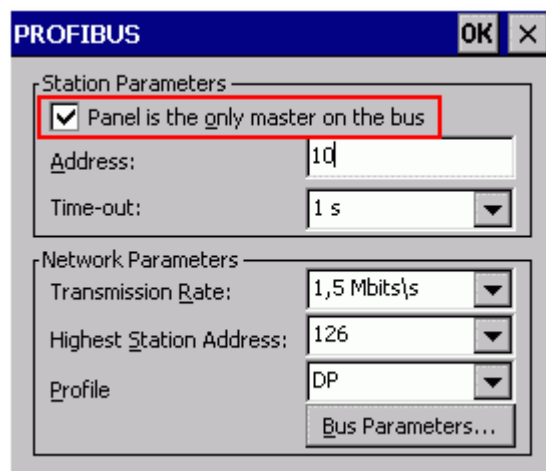 PROFIBUS OK ×
Station Parameters
Panel is the only master on the bus
Address: 10
Time-out: 1 s
Network Parameters
Transmission Rate: 1,5 Mbits\s
Highest Station Address: 126
Profile DP
Bus Parameters...